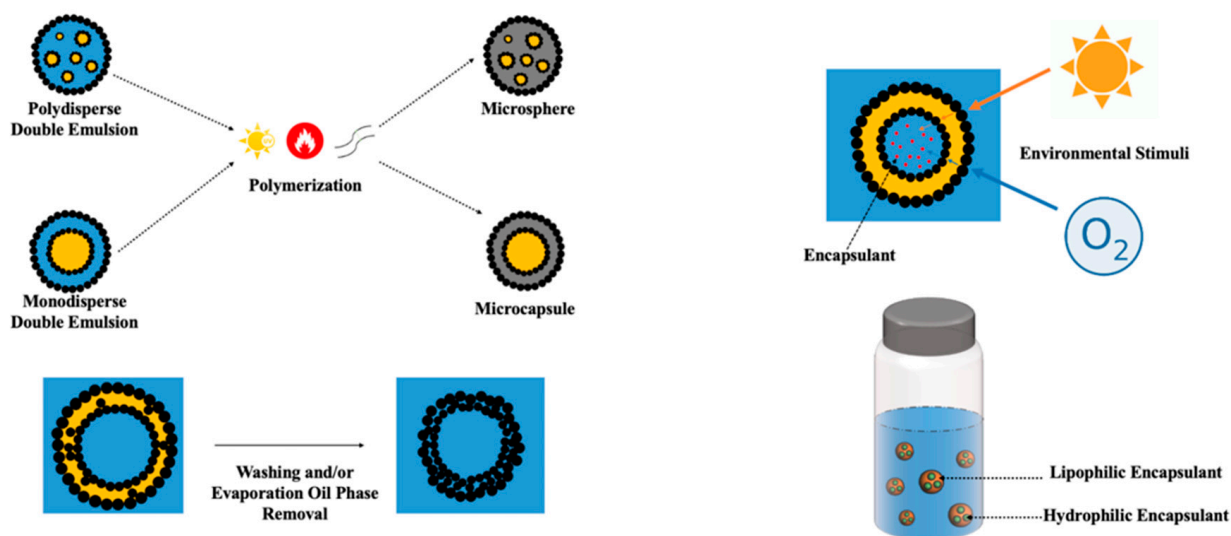 Polydisperse
Double Emulsion
Microsphere
Polymerization
Monodisperse
Double Emulsion
Microcapsule
Washing and/or
Evaporation Oil Phase
Removal
Environmental Stimuli
O2
Encapsulant
Lipophilic Encapsulant
Hydrophilic Encapsulant